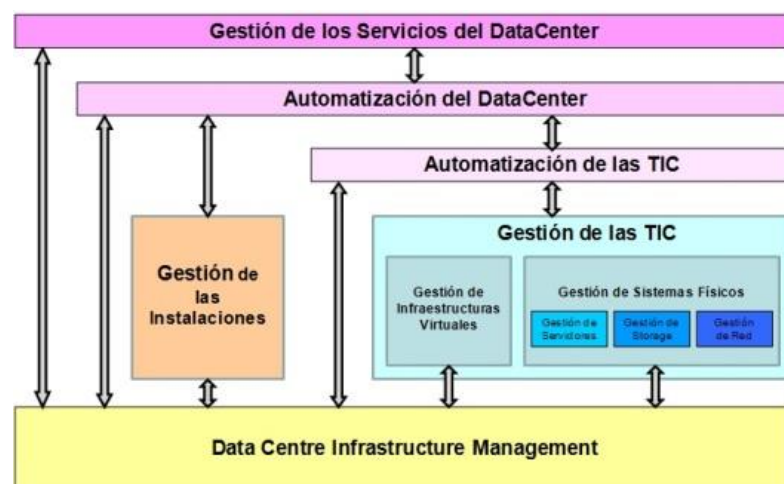 Gestión de los Servicios del DataCenter
Automatización del DataCenter
Automatización de las TIC
Gestión de
las
Instalaciones
Gestión de las TIC
Gestión de
Infraestructuras
Virtuales
Gestión de Sistemas Físicos
Gestión de
Servidores
Gestión de
Storage
Gestión
de Red
Data Centre Infrastructure Management